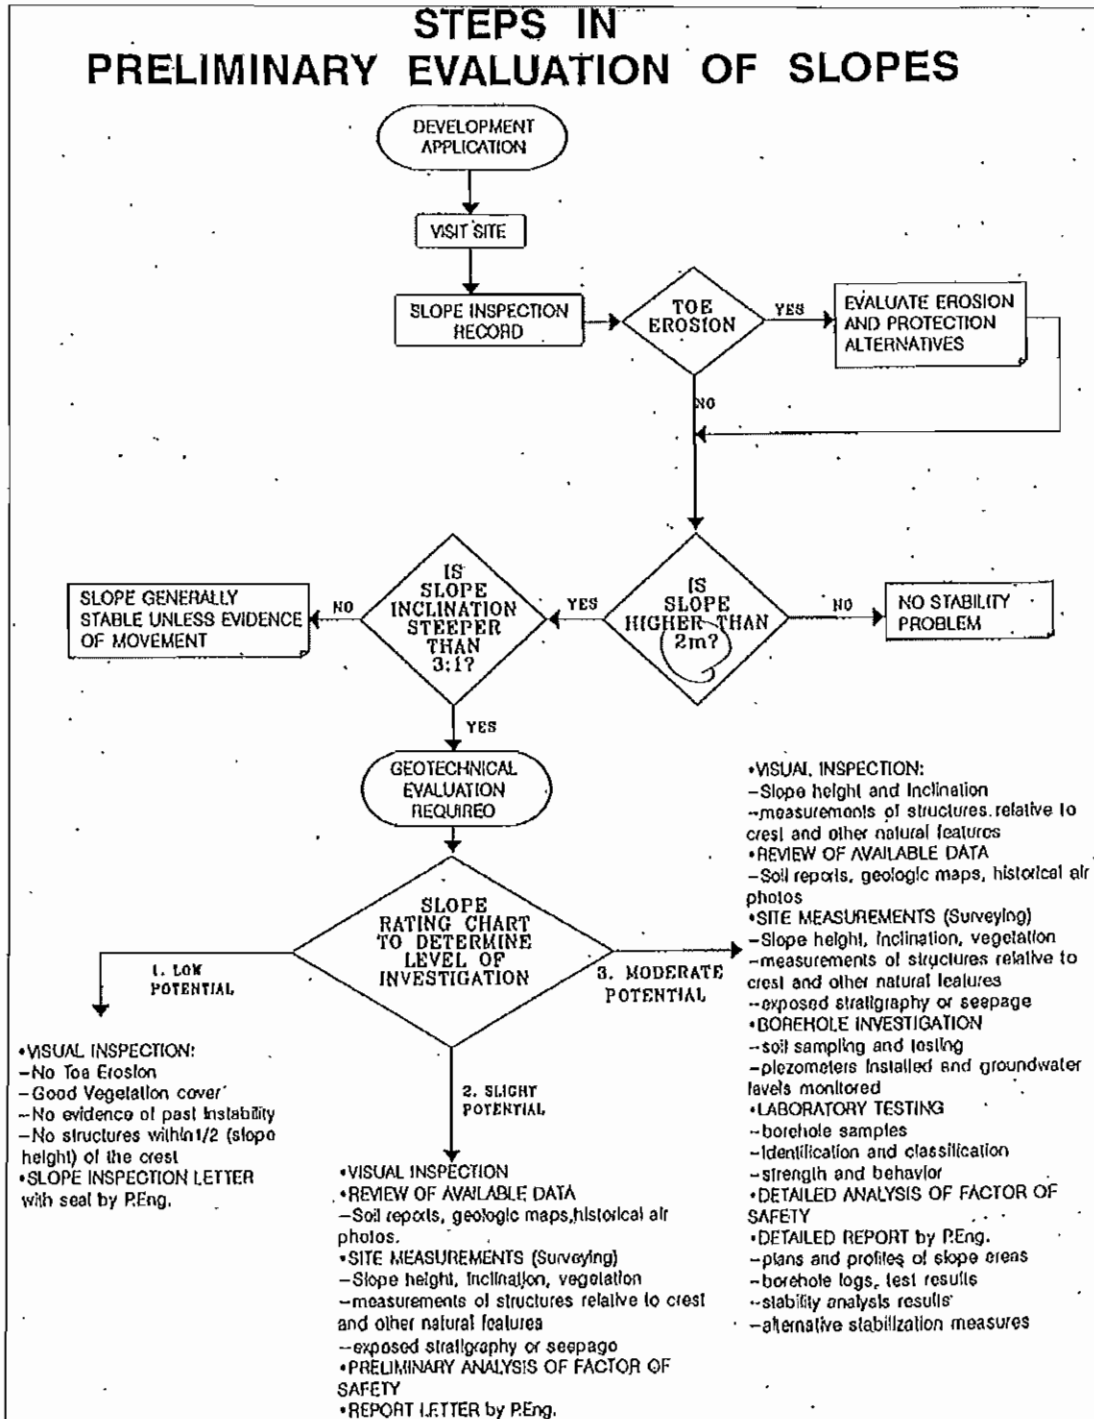 STEPS IN
PRELIMINARY EVALUATION OF SLOPES
DEVELOPMENT
APPLICATION
VISIT SITE
SLOPE INSPECTION
RECORD
TOE
EROSION
YES
EVALUATE EROSION
AND PROTECTION
ALTERNATIVES
NO
IS
SLOPE
HIGHER THAN
2m?
NO
NO STABILITY
PROBLEM
YES
IS
SLOPE
INCLINATION
STEEPER
THAN
3:1?
NO
SLOPE GENERALLY
STABLE UNLESS EVIDENCE
OF MOVEMENT
YES
GEOTECHNICAL
EVALUATION
REQUIRED
SLOPE
RATING CHART
TO DETERMINE
LEVEL OF
INVESTIGATION
1. LOW
POTENTIAL
•VISUAL INSPECTION:
-No Toe Erosion
-Good Vegetation cover
-No evidence of past instability
-No structures within 1/2 (slope
height) of the crest
•SLOPE INSPECTION LETTER
with seal by P.Eng.
2. SLIGHT
POTENTIAL
•VISUAL INSPECTION
•REVIEW OF AVAILABLE DATA
-Soil reports, geologic maps, historical air
photos.
•SITE MEASUREMENTS (Surveying)
-Slope height, Inclination, vegetation
-measurements of structures relative to crest
and other natural features
-exposed stratigraphy or seepage
•PRELIMINARY ANALYSIS OF FACTOR OF
SAFETY
•REPORT LETTER by P.Eng.
3. MODERATE
POTENTIAL
•VISUAL INSPECTION:
-Slope height and Inclination
-measurements of structures relative to
crest and other natural features
•REVIEW OF AVAILABLE DATA
-Soil reports, geologic maps, historical air
photos
•SITE MEASUREMENTS (Surveying)
-Slope height, Inclination, vegetation
-measurements of structures relative to
crest and other natural features
-exposed stratigraphy or seepage
•BOREHOLE INVESTIGATION
-soil sampling and testing
-piezometers installed and groundwater
levels monitored
•LABORATORY TESTING
-borehole samples
-Identification and classification
-strength and behavior
•DETAILED ANALYSIS OF FACTOR OF
SAFETY
•DETAILED REPORT by P.Eng.
-plans and profiles of slope areas
-borehole logs, test results
-stability analysis results
-alternative stabilization measures